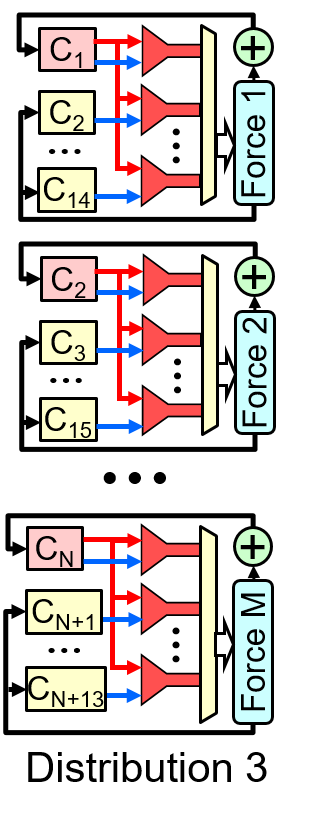 C1
+
C2
...
...
Force 1
C14
C2
+
C3
...
...
Force 2
C15
...
CN
+
CN+1
...
...
Force M
CN+13
Distribution 3